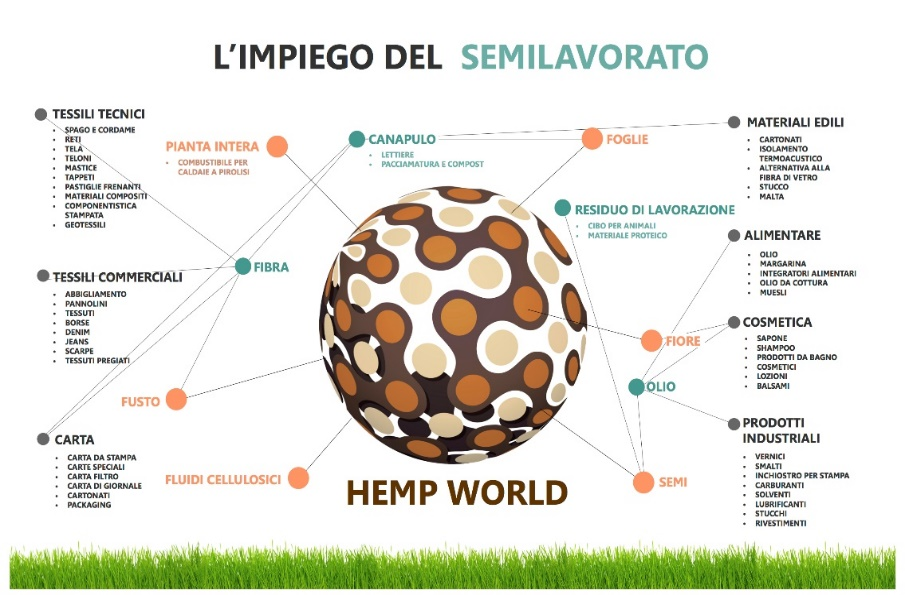 L'IMPIEGO DEL SEMILAVORATO
TESSILI TECNICI
• SPAGO E CORDAME
• RETI
• TELA
• TELONI
• MASTICE
• TAPPETI
• PASTIGLIE FRENANTI
• MATERIALI COMPOSITI
• COMPONENTISTICA
STAMPATA
• GEOTESSILI
PIANTA INTERA
• COMBUSTIBILE PER
CALDAIE A PIROLISI
CANAPULO
• LETTIERE
• PACCIAMATURA E COMPOST
FOGLIE
MATERIALI EDILI
• CARTONATI
• ISOLAMENTO
TERMOACUSTICO
• ALTERNATIVA ALLA
FIBRA DI VETRO
• STUCCO
• MALTA
RESIDUO DI LAVORAZIONE
• CIBO PER ANIMALI
• MATERIALE PROTEICO
ALIMENTARE
• OLIO
• MARGARINA
• INTEGRATORI ALIMENTARI
• OLIO DA COTTURA
• MUESLI
FIBRA
TESSILI COMMERCIALI
• ABBIGLIAMENTO
• PANNOLINI
• TESSUTI
• BORSE
• DENIM
• JEANS
• SCARPE
• TESSUTI PREGIATI
FIORE
COSMETICA
• SAPONE
• SHAMPOO
• PRODOTTI DA BAGNO
• COSMETICI
• LOZIONI
• BALSAMI
OLIO
FUSTO
CARTA
• CARTA DA STAMPA
• CARTE SPECIALI
• CARTA FILTRO
• CARTA DI GIORNALE
• CARTONATI
• PACKAGING
FLUIDI CELLULOSICI
SEMI
PRODOTTI
INDUSTRIALI
• VERNICI
• SMALTI
• INCHIOSTRO PER STAMPA
• CARBURANTI
• SOLVENTI
• LUBRIFICANTI
• STUCCHI
• RIVESTIMENTI
HEMP WORLD